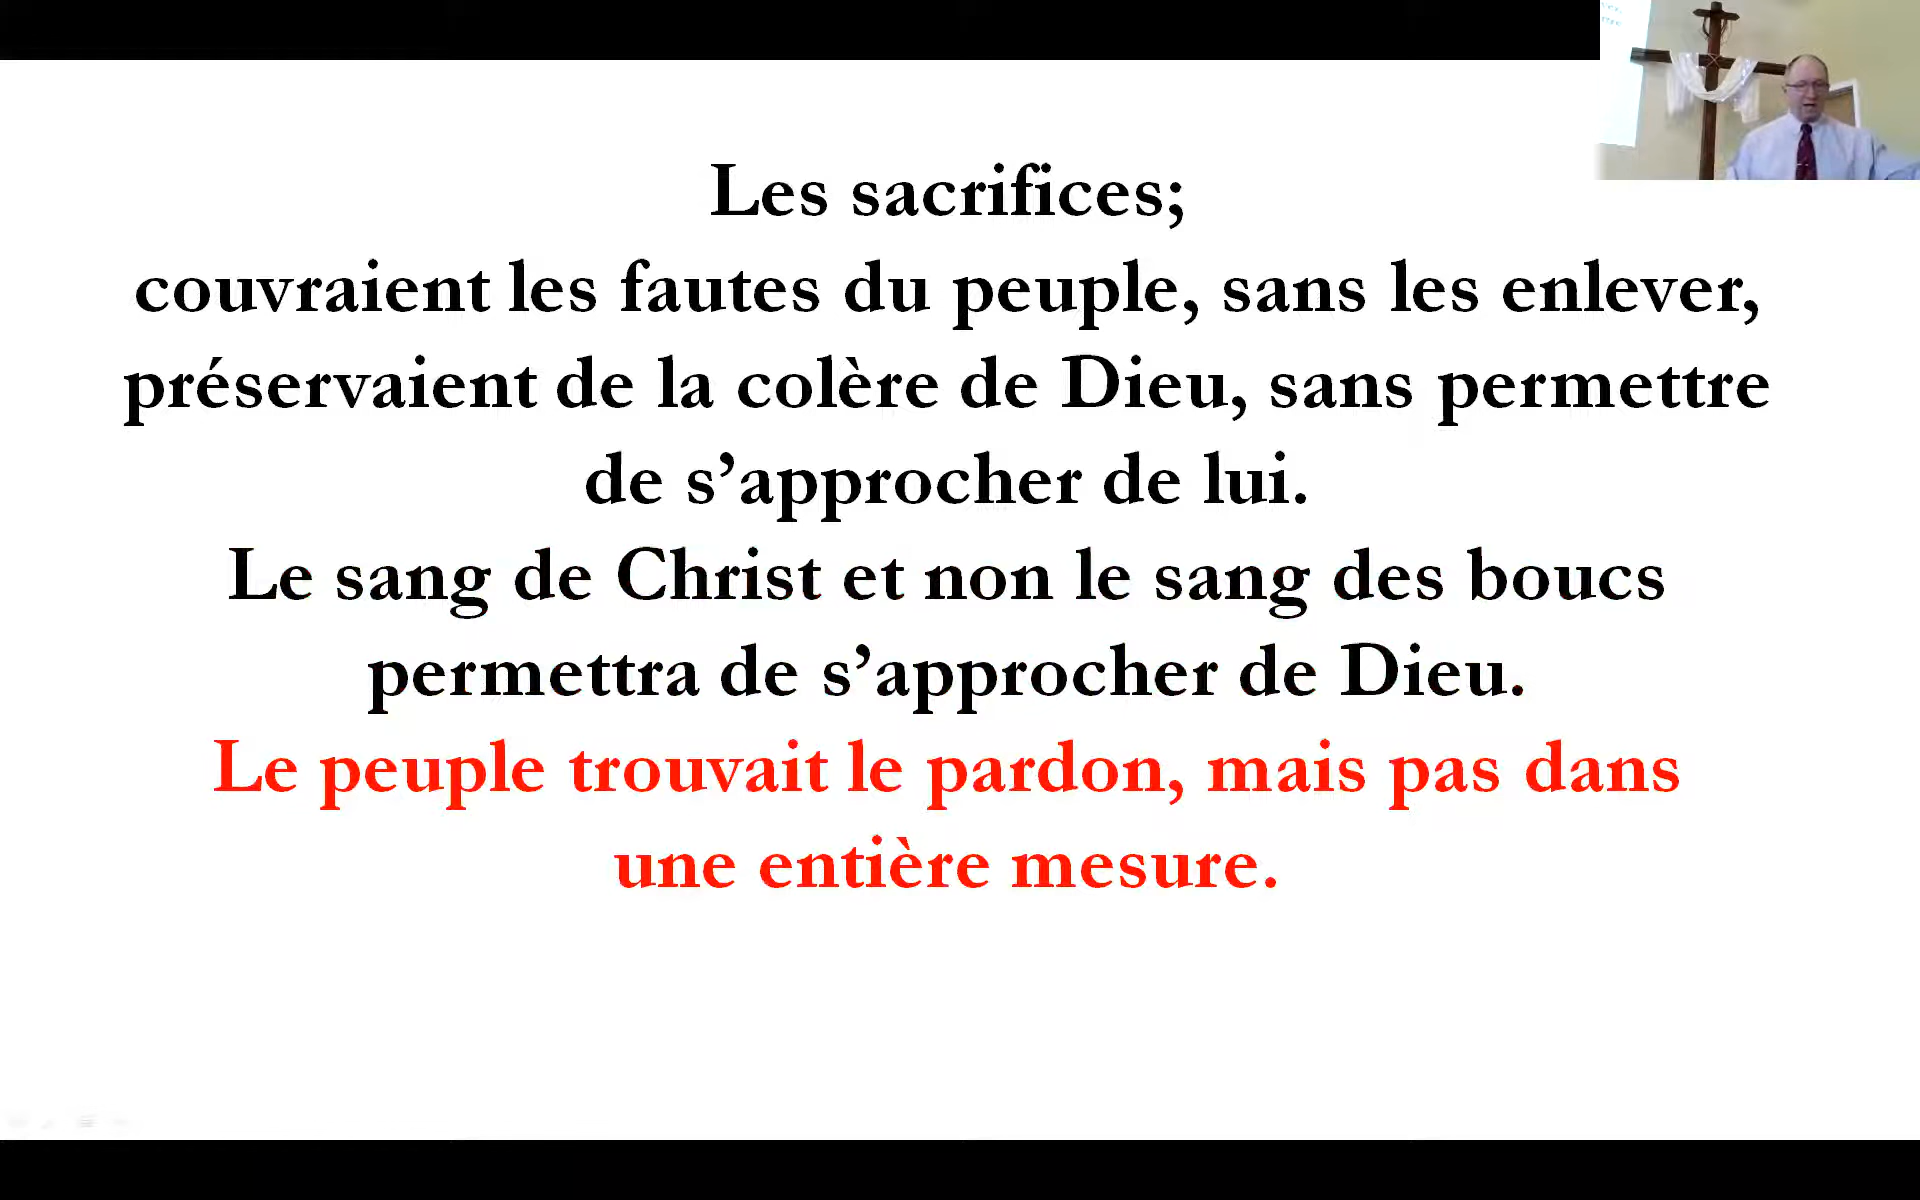 Les sacrifices;
couvraient les fautes du peuple, sans les enlever,
préservaient de la colère de Dieu, sans permettre
de s’approcher de lui.
Le sang de Christ et non le sang des boucs
permettra de s’approcher de Dieu.
Le peuple trouvait le pardon, mais pas dans
une entière mesure.